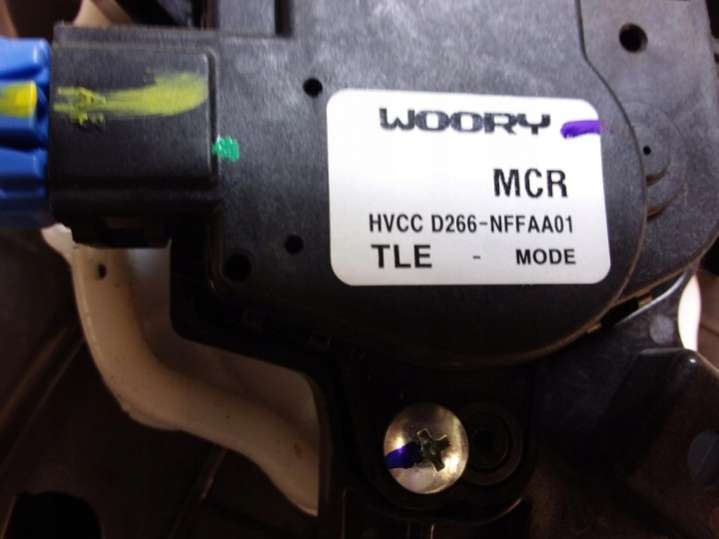 WOORY
MCR
HVCC D266-NFFAA01
TLE - MODE